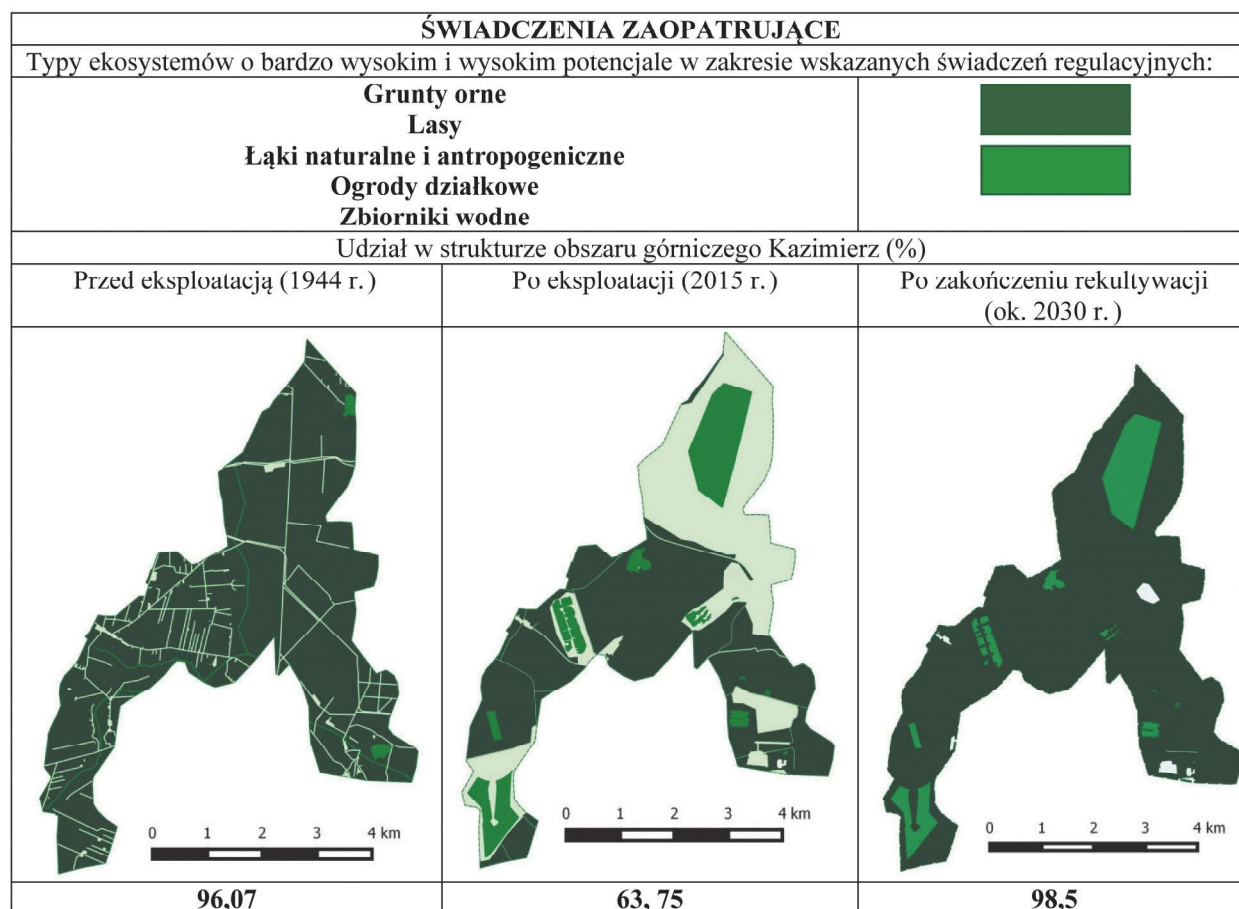 ŚWIADCZENIA ZAOPATRUJĄCE
Typy ekosystemów o bardzo wysokim i wysokim potencjale w zakresie wskazanych świadczeń regulacyjnych:
Grunty orne
Lasy
Łąki naturalne i antropogeniczne
Ogrody działkowe
Zbiorniki wodne
Udział w strukturze obszaru górniczego Kazimierz (%)
Przed eksploatacją (1944 r.)
Po eksploatacji (2015 r.)
Po zakończeniu rekultywacji
(ok. 2030 r.)
0 1 2 3 4 km
0 1 2 3 4 km
0 1 2 3 4 km
96,07
63, 75
98,5